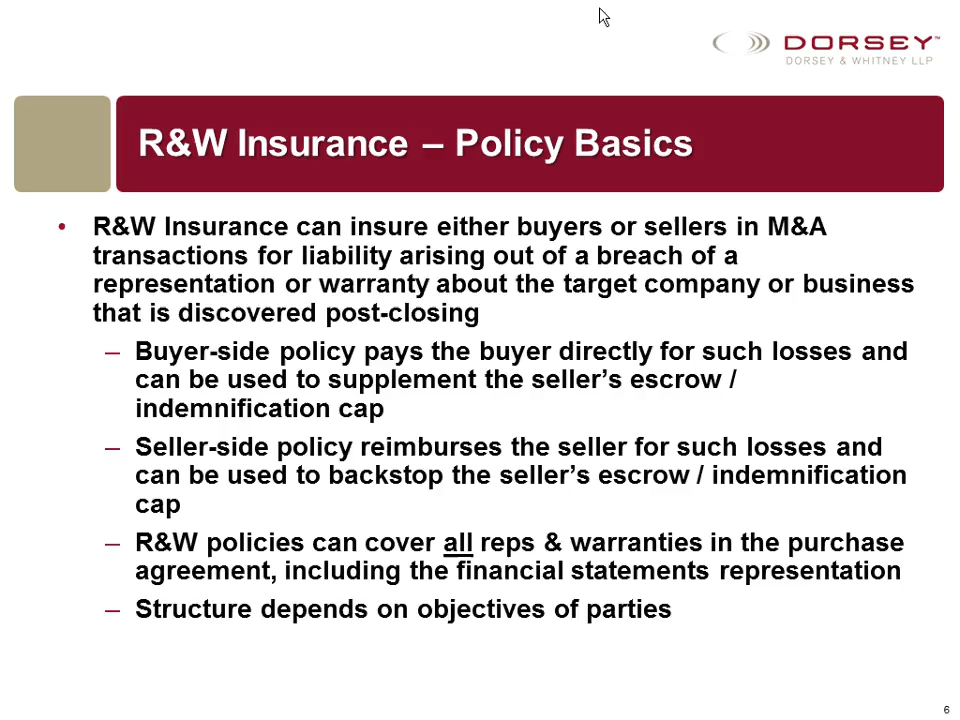 DORSEY™
DORSEY & WHITNEY LLP
R&W Insurance – Policy Basics
• R&W Insurance can insure either buyers or sellers in M&A
transactions for liability arising out of a breach of a
representation or warranty about the target company or business
that is discovered post-closing
– Buyer-side policy pays the buyer directly for such losses and
can be used to supplement the seller’s escrow /
indemnification cap
– Seller-side policy reimburses the seller for such losses and
can be used to backstop the seller’s escrow / indemnification
cap
– R&W policies can cover all reps & warranties in the purchase
agreement, including the financial statements representation
– Structure depends on objectives of parties
6